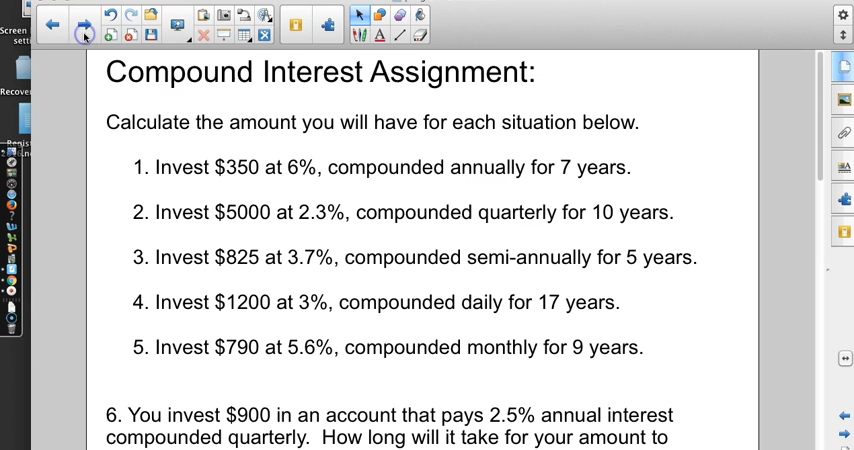 Screen
setti
Recover
Compound Interest Assignment:
Calculate the amount you will have for each situation below.
1. Invest $350 at 6%, compounded annually for 7 years.
2. Invest $5000 at 2.3%, compounded quarterly for 10 years.
3. Invest $825 at 3.7%, compounded semi-annually for 5 years.
4. Invest $1200 at 3%, compounded daily for 17 years.
5. Invest $790 at 5.6%, compounded monthly for 9 years.
6. You invest $900 in an account that pays 2.5% annual interest
compounded quarterly.  How long will it take for your amount to